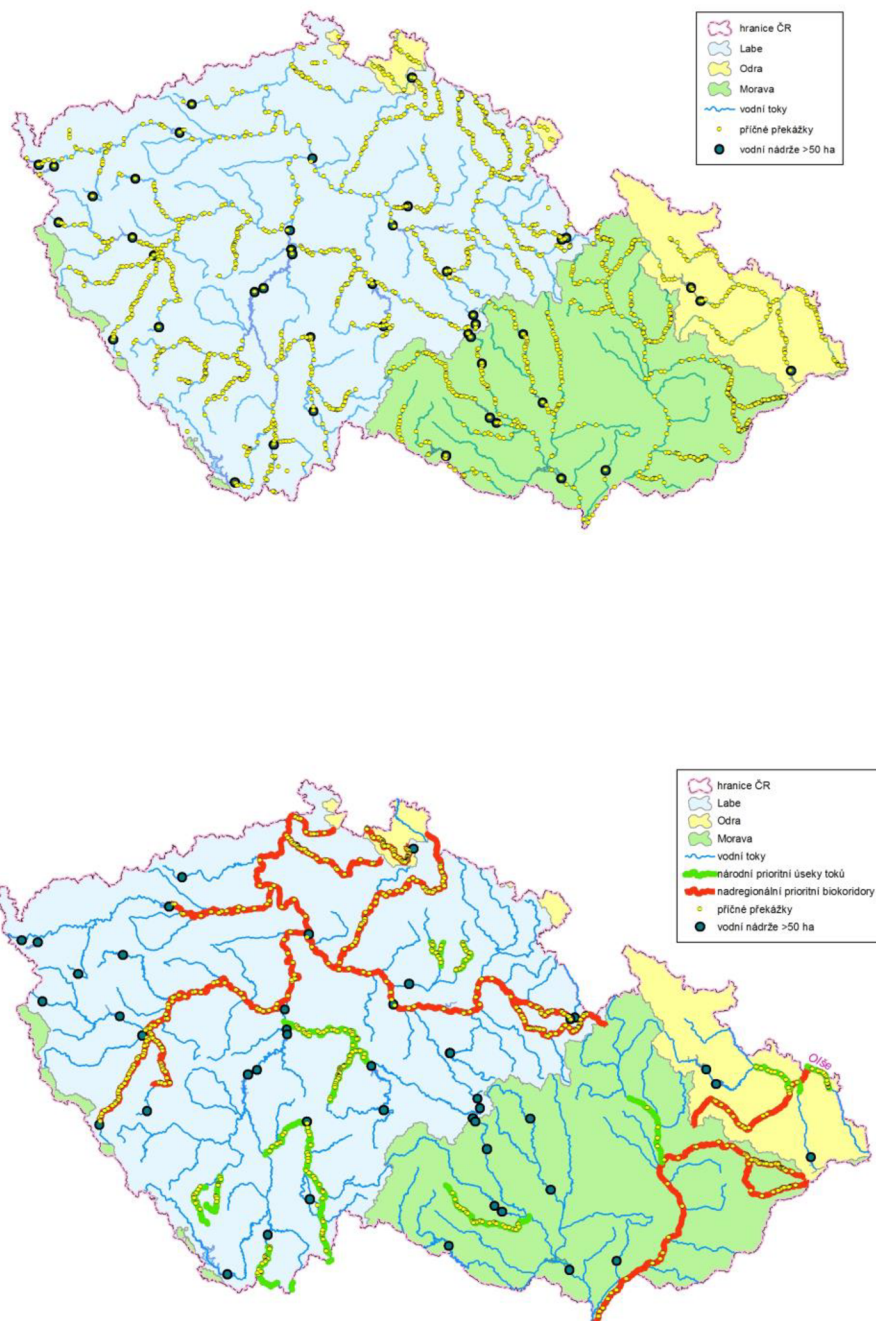 hranice ČR
Labe
Odra
Morava
vodní toky
příčné překážky
vodní nádrže >50 ha
hranice ČR
Labe
Odra
Morava
vodní toky
národní prioritní úseky toků
nadregionální prioritní biokoridory
příčné překážky
vodní nádrže >50 ha
Olše